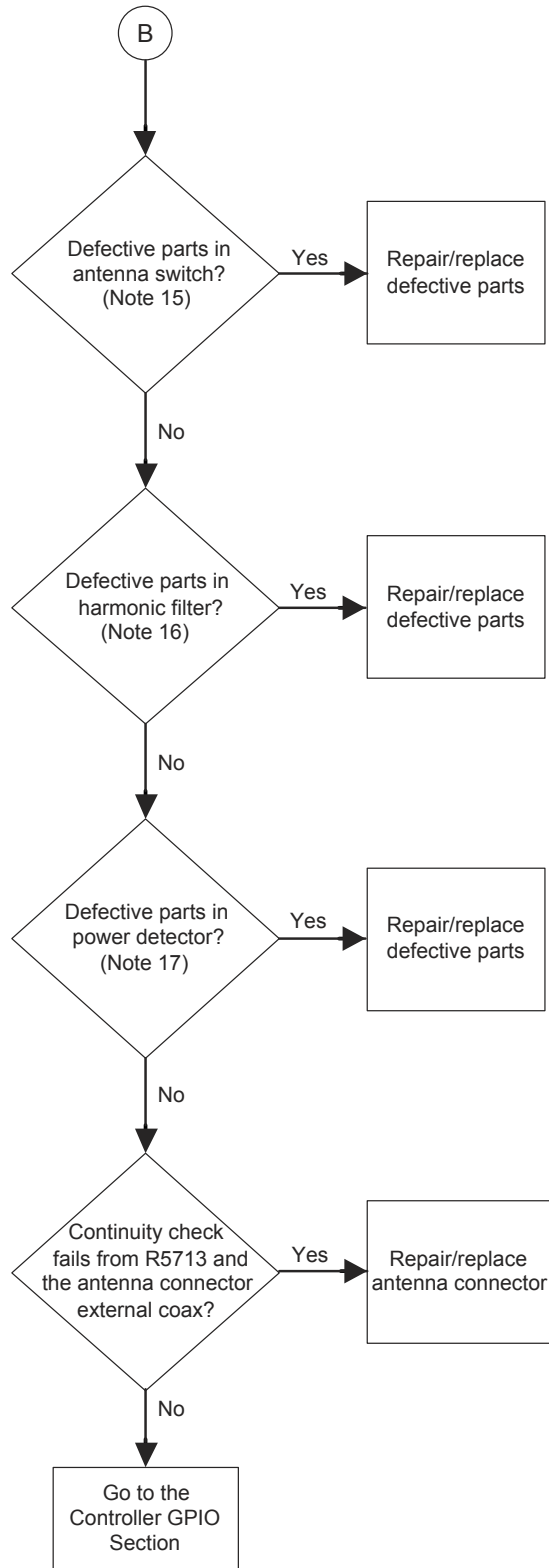 B
Defective parts in
antenna switch?
(Note 15)
Yes
Repair/replace
defective parts
No
Defective parts in
harmonic filter?
(Note 16)
Yes
Repair/replace
defective parts
No
Defective parts in
power detector?
(Note 17)
Yes
Repair/replace
defective parts
No
Continuity check
fails from R5713 and
the antenna connector
external coax?
Yes
Repair/replace
antenna connector
No
Go to the
Controller GPIO
Section